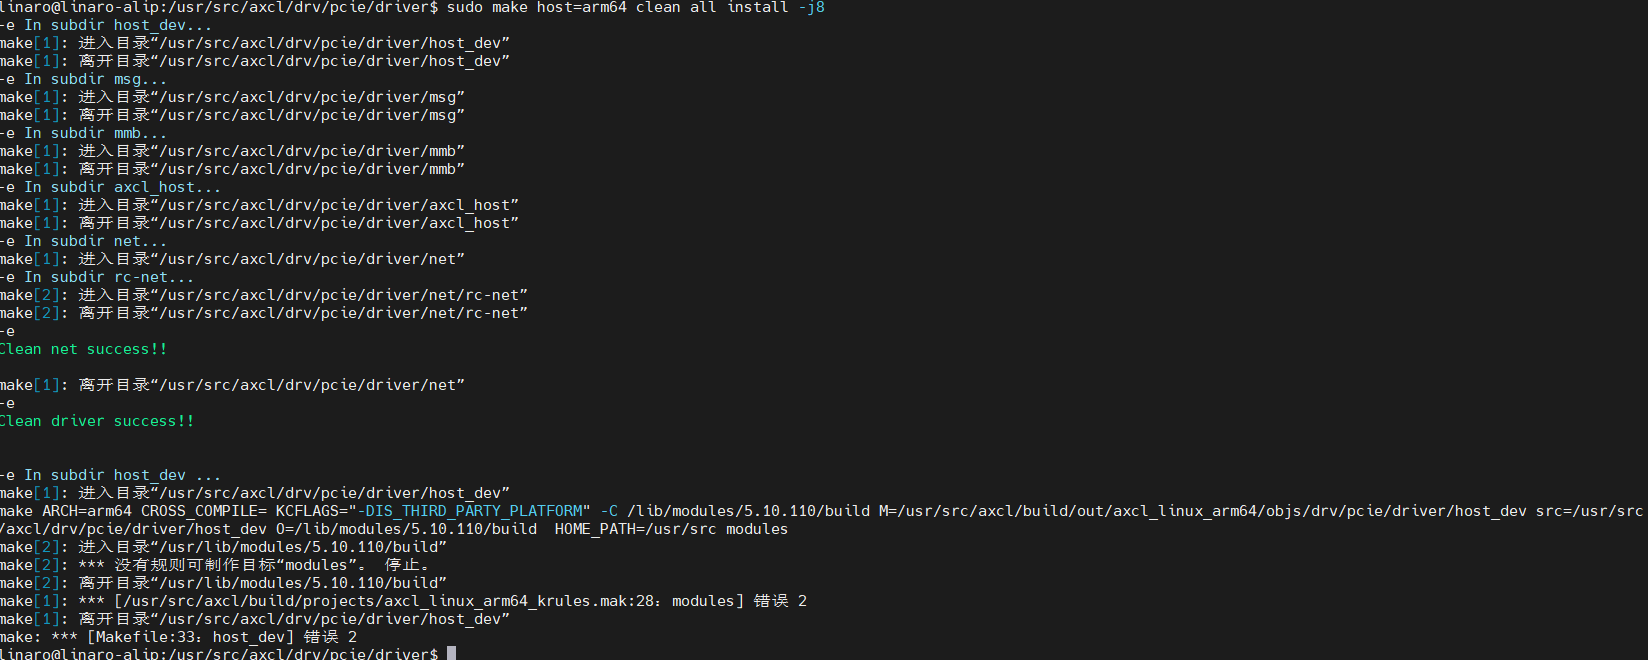 linaro@linaro-alip:/usr/src/axcl/drv/pcie/driver$ sudo make host=arm64 clean all install -j8
-e In subdir host_dev...
make[1]: 进入目录“/usr/src/axcl/drv/pcie/driver/host_dev”
make[1]: 离开目录“/usr/src/axcl/drv/pcie/driver/host_dev”
-e In subdir msg...
make[1]: 进入目录“/usr/src/axcl/drv/pcie/driver/msg”
make[1]: 离开目录“/usr/src/axcl/drv/pcie/driver/msg”
-e In subdir mmb...
make[1]: 进入目录“/usr/src/axcl/drv/pcie/driver/mmb”
make[1]: 离开目录“/usr/src/axcl/drv/pcie/driver/mmb”
-e In subdir axcl_host...
make[1]: 进入目录“/usr/src/axcl/drv/pcie/driver/axcl_host”
make[1]: 离开目录“/usr/src/axcl/drv/pcie/driver/axcl_host”
-e In subdir net...
make[1]: 进入目录“/usr/src/axcl/drv/pcie/driver/net”
-e In subdir rc-net...
make[2]: 进入目录“/usr/src/axcl/drv/pcie/driver/net/rc-net”
make[2]: 离开目录“/usr/src/axcl/drv/pcie/driver/net/rc-net”
-e
Clean net success!!
make[1]: 离开目录“/usr/src/axcl/drv/pcie/driver/net”
-e
Clean driver success!!
-e In subdir host_dev ...
make[1]: 进入目录“/usr/src/axcl/drv/pcie/driver/host_dev”
make ARCH=arm64 CROSS_COMPILE= KCFLAGS="-DIS_THIRD_PARTY_PLATFORM" -C /lib/modules/5.10.110/build M=/usr/src/axcl/build/out/axcl_linux_arm64/objs/drv/pcie/driver/host_dev src=/usr/src
/axcl/drv/pcie/driver/host_dev O=/lib/modules/5.10.110/build  HOME_PATH=/usr/src modules
make[2]: 进入目录“/usr/lib/modules/5.10.110/build”
make[2]: *** 没有规则可制作目标“modules”。 停止。
make[2]: 离开目录“/usr/lib/modules/5.10.110/build”
make[1]: *** [/usr/src/axcl/build/projects/axcl_linux_arm64_krules.mak:28：modules] 错误 2
make[1]: 离开目录“/usr/src/axcl/drv/pcie/driver/host_dev”
make: *** [Makefile:33：host_dev] 错误 2
linaro@linaro-alip:/usr/src/axcl/drv/pcie/driver$